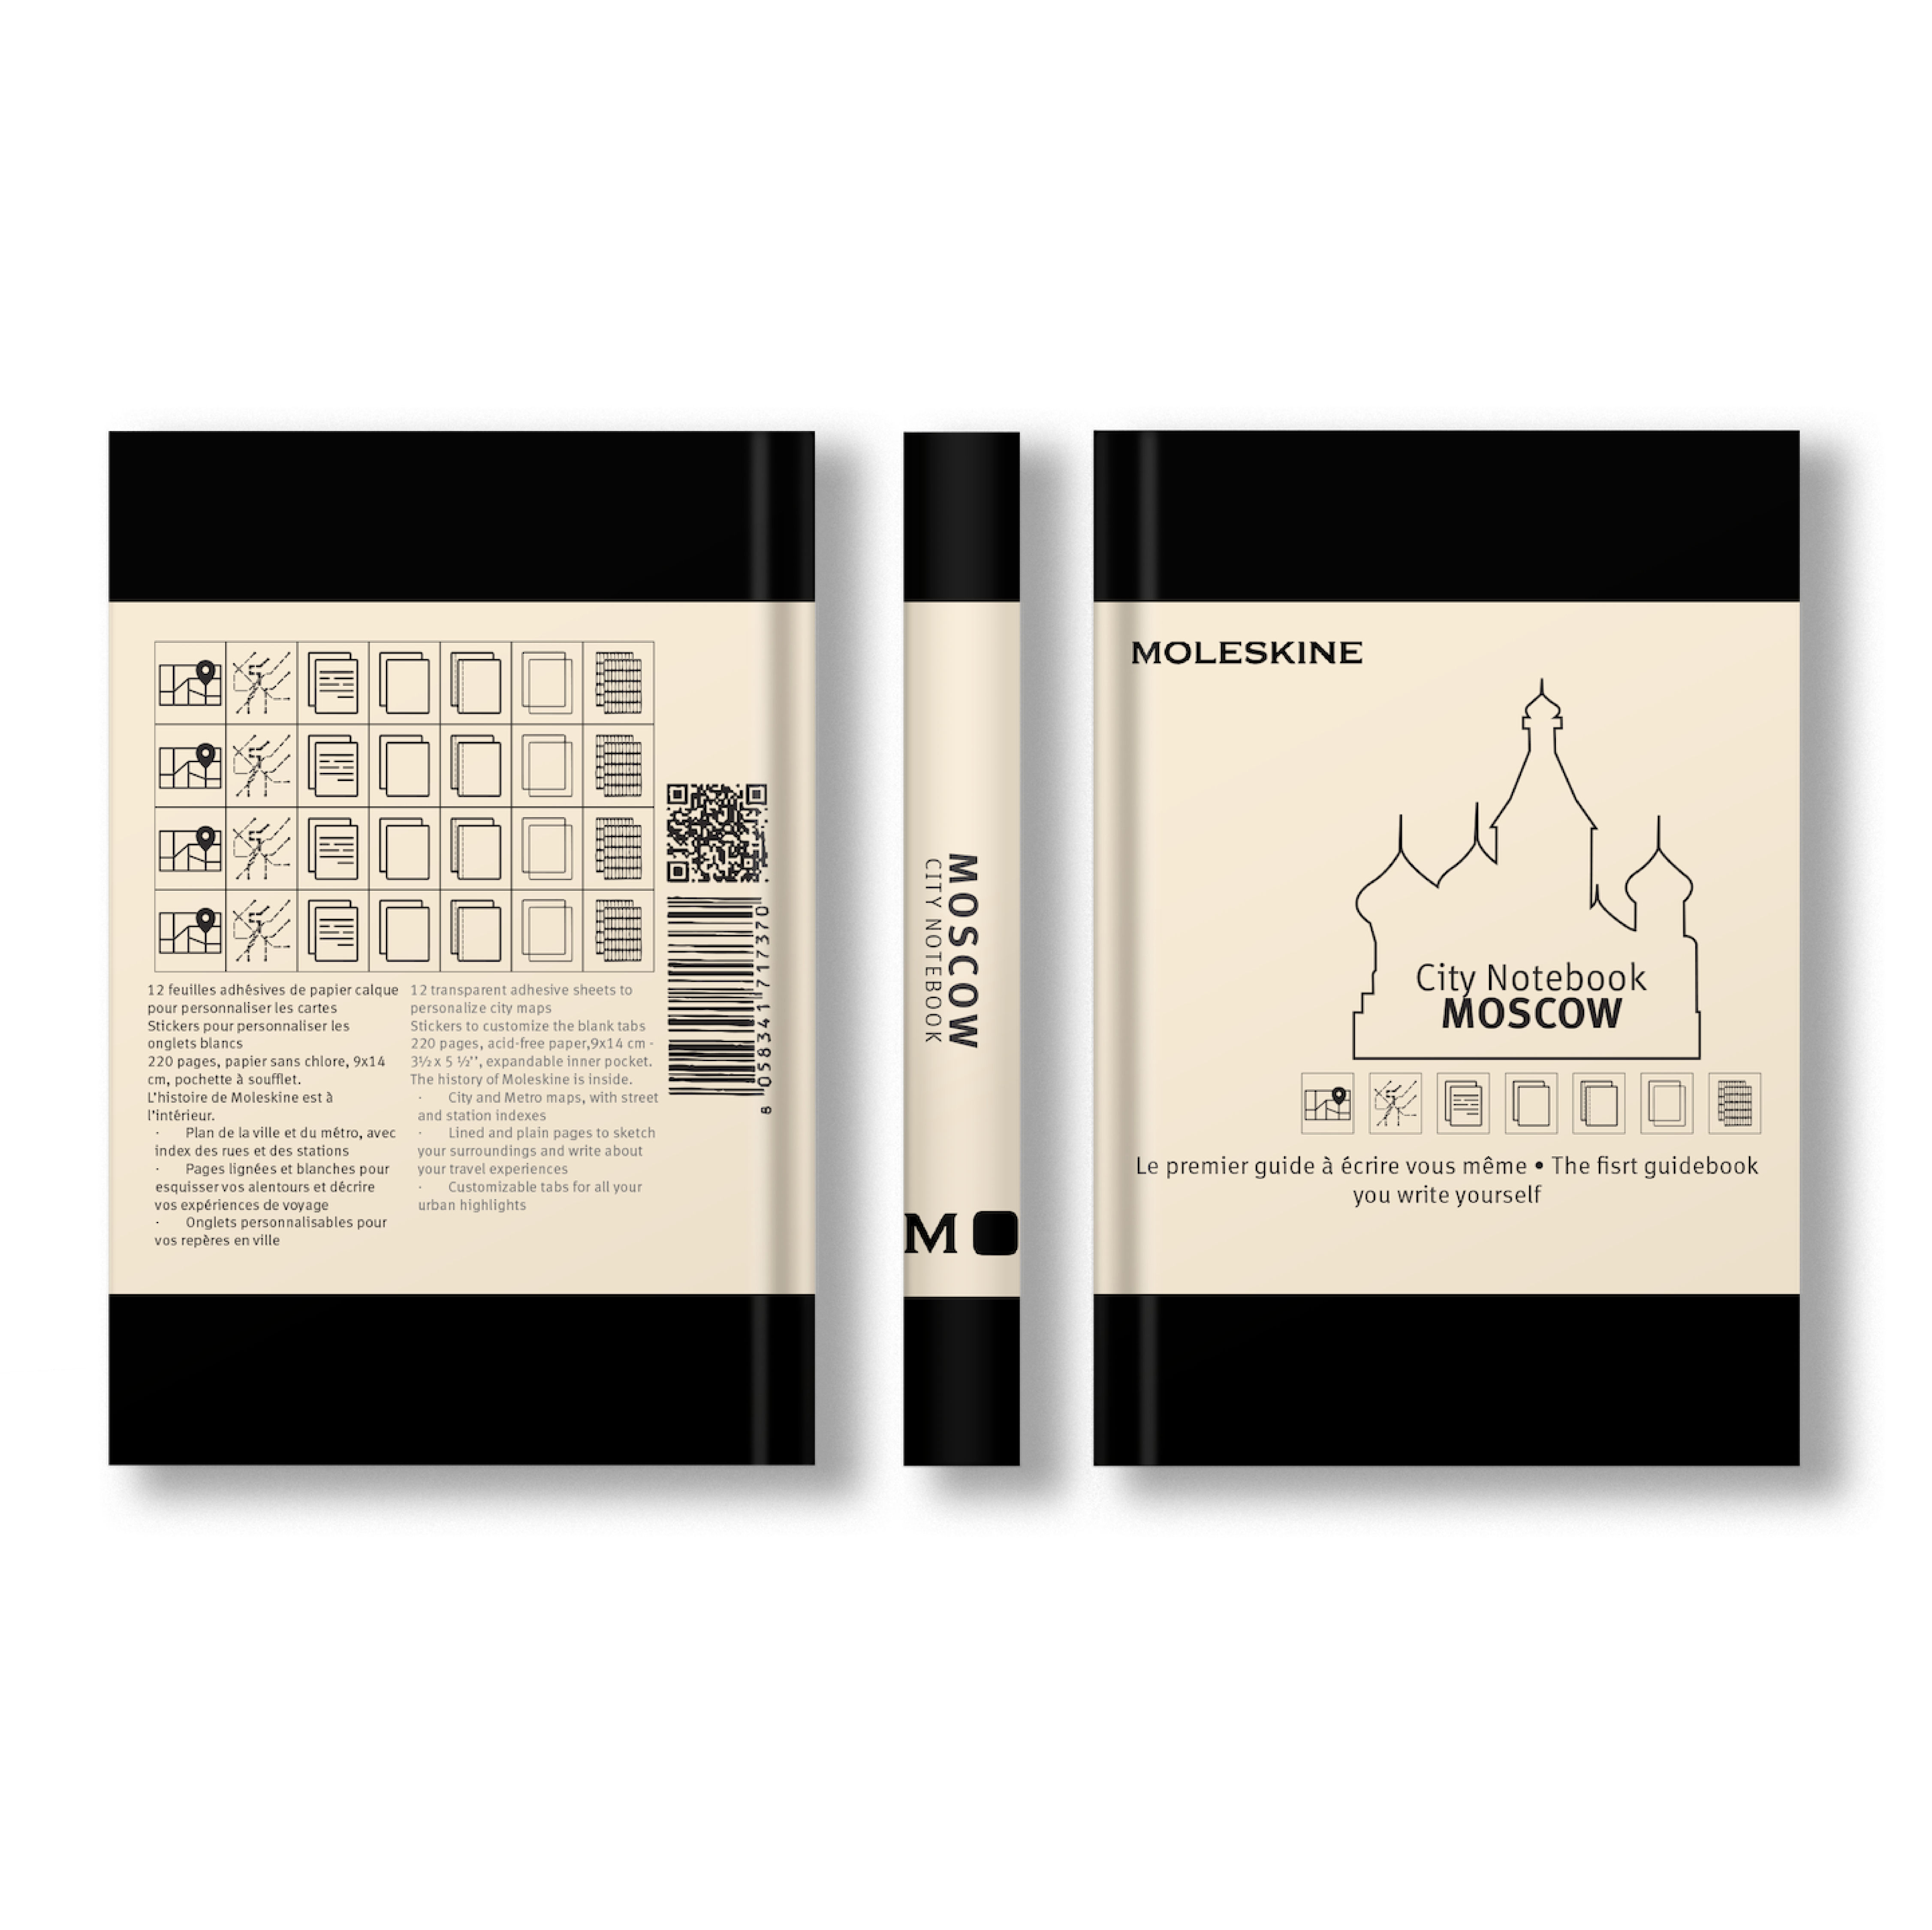 12 feuilles adhésives de papier calque
pour personnaliser les cartes
Stickers pour personnaliser les
onglets blancs
220 pages, papier sans chlore, 9x14
cm, pochette à soufflet.
L'histoire de Moleskine est à
l'intérieur.
· Plan de la ville et du métro, avec
index des rues et des stations
· Pages lignées et blanches pour
esquisser vos alentours et décrire
vos expériences de voyage
· Onglets personnalisables pour
vos repères en ville
12 transparent adhesive sheets to
personalize city maps
Stickers to customize the blank tabs
220 pages, acid-free paper,9x14 cm -
3½ x 5 ½'', expandable inner pocket.
The history of Moleskine is inside.
· City and Metro maps, with street
and station indexes
· Lined and plain pages to sketch
your surroundings and write about
your travel experiences
· Customizable tabs for all your
urban highlights
8 058341 717370
MOSCOW
CITY NOTEBOOK
M
MOLESKINE
City Notebook
MOSCOW
Le premier guide à écrire vous même • The fisrt guidebook
you write yourself